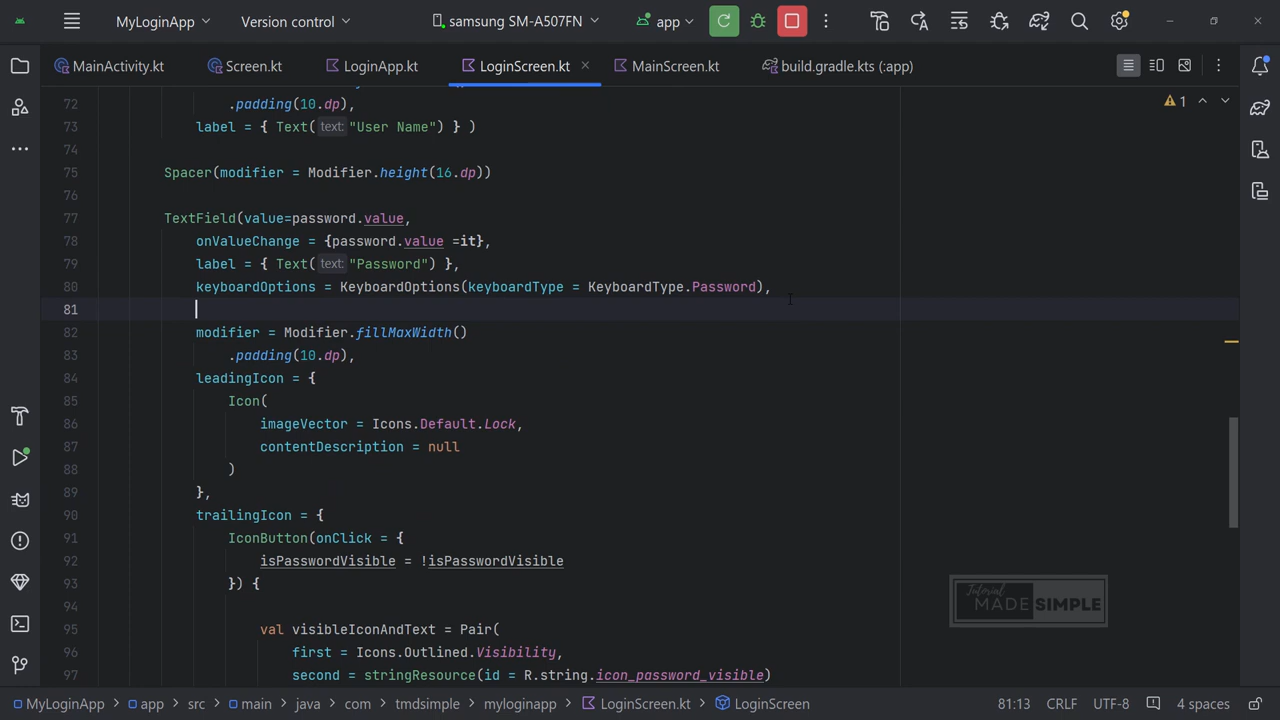 MyLoginApp Version control samsung SM-A507FN app
MainActivity.kt Screen.kt LoginApp.kt LoginScreen.kt MainScreen.kt build.gradle.kts (:app)
72 .padding(10.dp),
1
73 label = { Text( text: "User Name") } )
74
75 Spacer(modifier = Modifier.height(16.dp))
76
77 TextField(value=password.value,
78 onValueChange = {password.value =it},
79 label = { Text( text: "Password") },
80 keyboardOptions = KeyboardOptions(keyboardType = KeyboardType.Password),
81
82 modifier = Modifier.fillMaxWidth()
83 .padding(10.dp),
84 leadingIcon = {
85 Icon(
86 imageVector = Icons.Default.Lock,
87 contentDescription = null
88 )
89 },
90 trailingIcon = {
91 IconButton(onClick = {
92 isPasswordVisible = !isPasswordVisible
93 }) {
94
95 val visibleIconAndText = Pair(
96 first = Icons.Outlined.Visibility,
97 second = stringResource(id = R.string.icon_password_visible)
Tutorial
MADE SIMPLE
MyLoginApp app src main java com tmdsimple myloginapp LoginScreen.kt LoginScreen 81:13 CRLF UTF-8 4 spaces